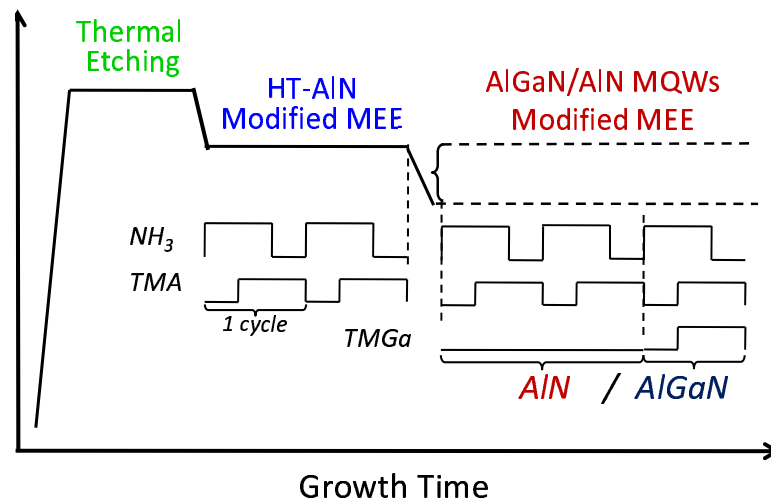 Thermal
Etching
HT-AlN
Modified MEE
AlGaN/AlN MQWs
Modified MEE
NH₃
TMA
1 cycle
TMGa
AlN / AlGaN
Growth Time